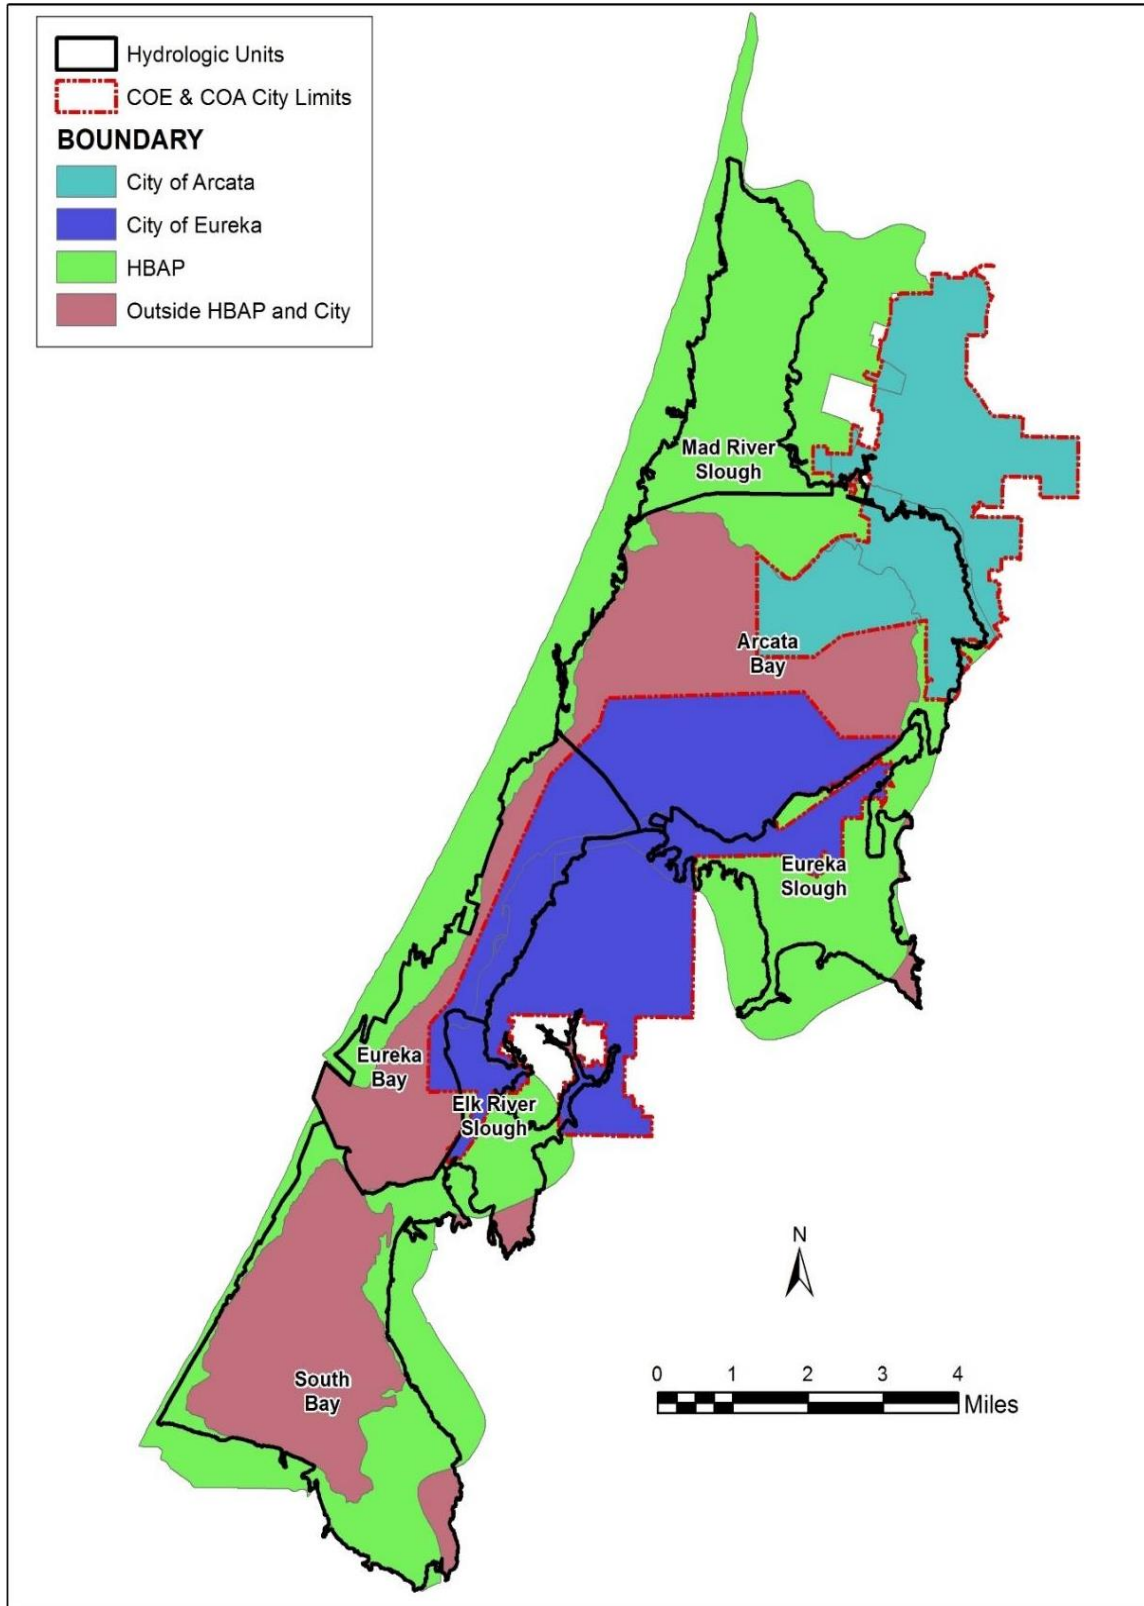 Hydrologic Units
COE & COA City Limits
BOUNDARY
City of Arcata
City of Eureka
HBAP
Outside HBAP and City
Mad River
Slough
Arcata
Bay
Eureka
Slough
Eureka
Bay
Elk River
Slough
South
Bay
N
0 1 2 3 4
Miles